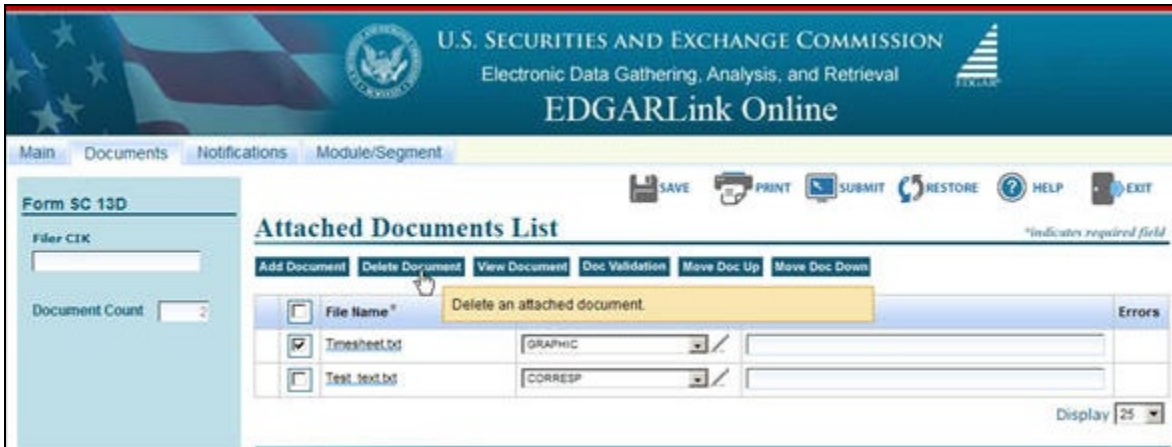 U.S. SECURITIES AND EXCHANGE COMMISSION
Electronic Data Gathering, Analysis, and Retrieval
EDGAR®
EDGARLink Online
Main Documents Notifications Module/Segment
SAVE PRINT SUBMIT RESTORE ? HELP EXIT
Form SC 13D
Attached Documents List
*indicates required field
Filer CIK
Add Document Delete Document View Document Doc Validation Move Doc Up Move Doc Down
Delete an attached document.
Document Count 2
File Name* Errors
Timesheet.txt GRAPHIC
Test_text.txt CORRESP
Display 25